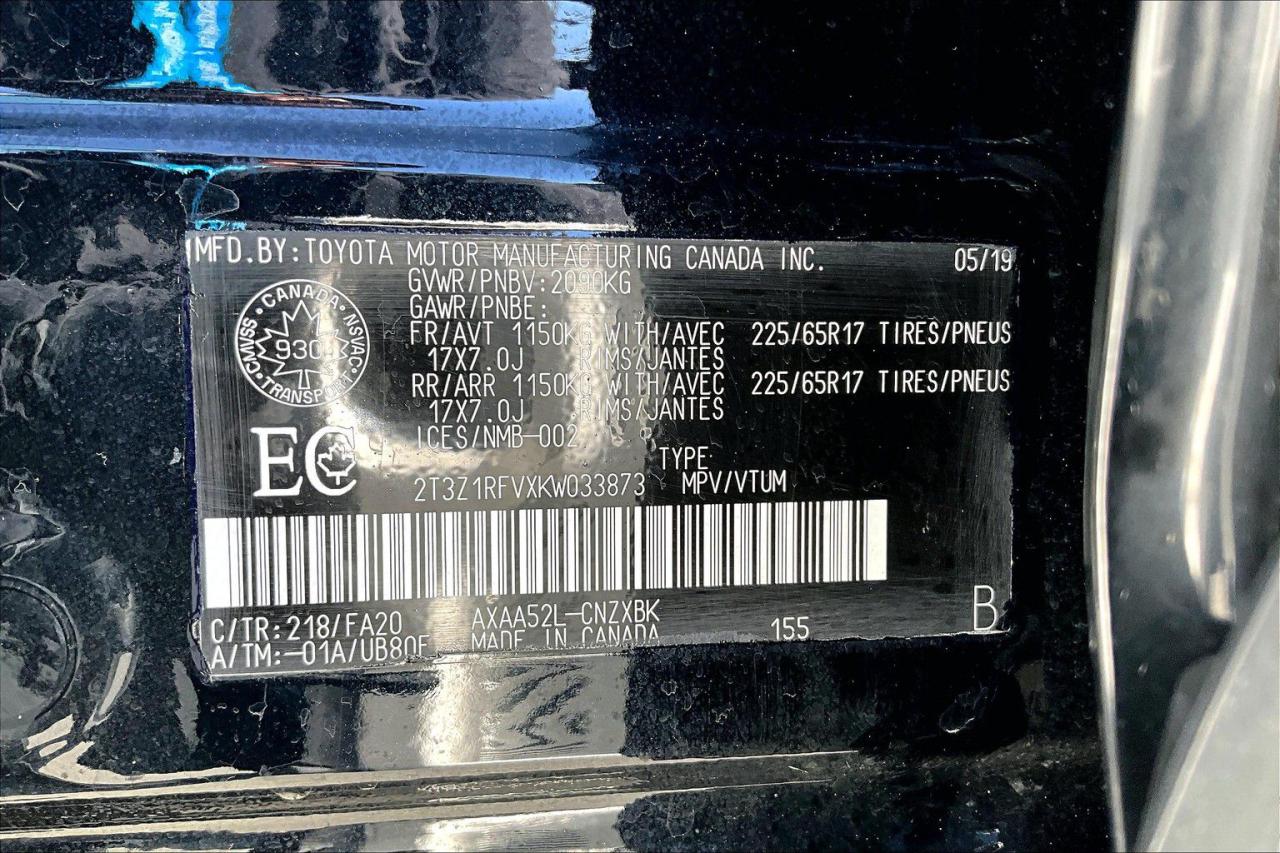 MFD.BY:TOYOTA MOTOR MANUFACTURING CANADA INC. 05/19
GVWR/PNBV:2090KG
GAWR/PNBE:
FR/AVT 1150KG WITH/AVEC 225/65R17 TIRES/PNEUS
17X7.0J RIMS/JANTES
RR/ARR 1150KG WITH/AVEC 225/65R17 TIRES/PNEUS
17X7.0J RIMS/JANTES
ICES/NMB-002
CANADA · NSVAC · TRANSPORT · CMVSS
930
EC
TYPE
2T3Z1RFVXKW033873 MPV/VTUM
C/TR:218/FA20 AXAA52L-CNZXBK
A/TM:-01A/UB80F MADE IN CANADA 155 B